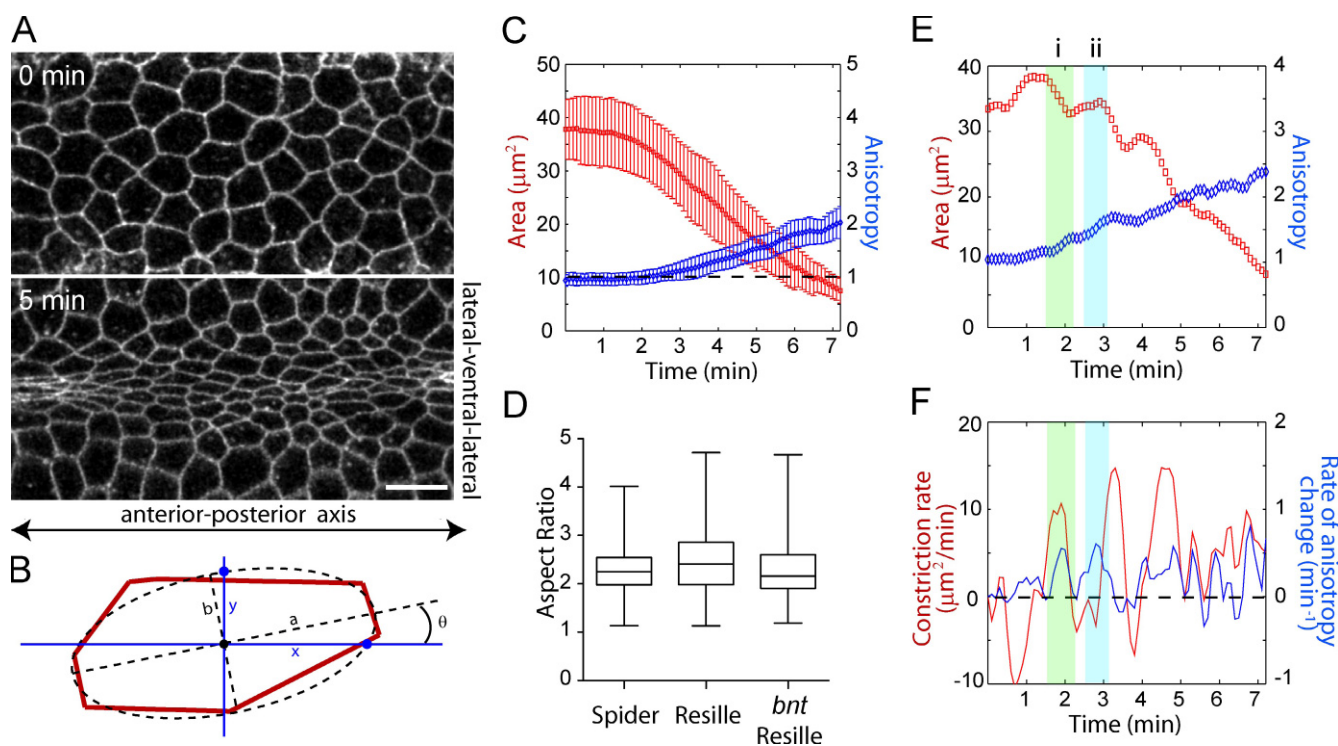 A
0 min
5 min
lateral-ventral-lateral
anterior-posterior axis
B
b
y
a
x
θ
C
50
40
30
20
10
0
Area (μm²)
5
4
3
2
1
0
Anisotropy
1 2 3 4 5 6 7
Time (min)
D
5
4
3
2
1
0
Aspect Ratio
Spider Resille bnt
Resille
E
i ii
40
30
20
10
0
Area (μm²)
4
3
2
1
0
Anisotropy
1 2 3 4 5 6 7
Time (min)
F
20
10
0
-10
Constriction rate
(μm²/min)
2
1
0
-1
Rate of anisotropy
change (min⁻¹)
1 2 3 4 5 6 7
Time (min)